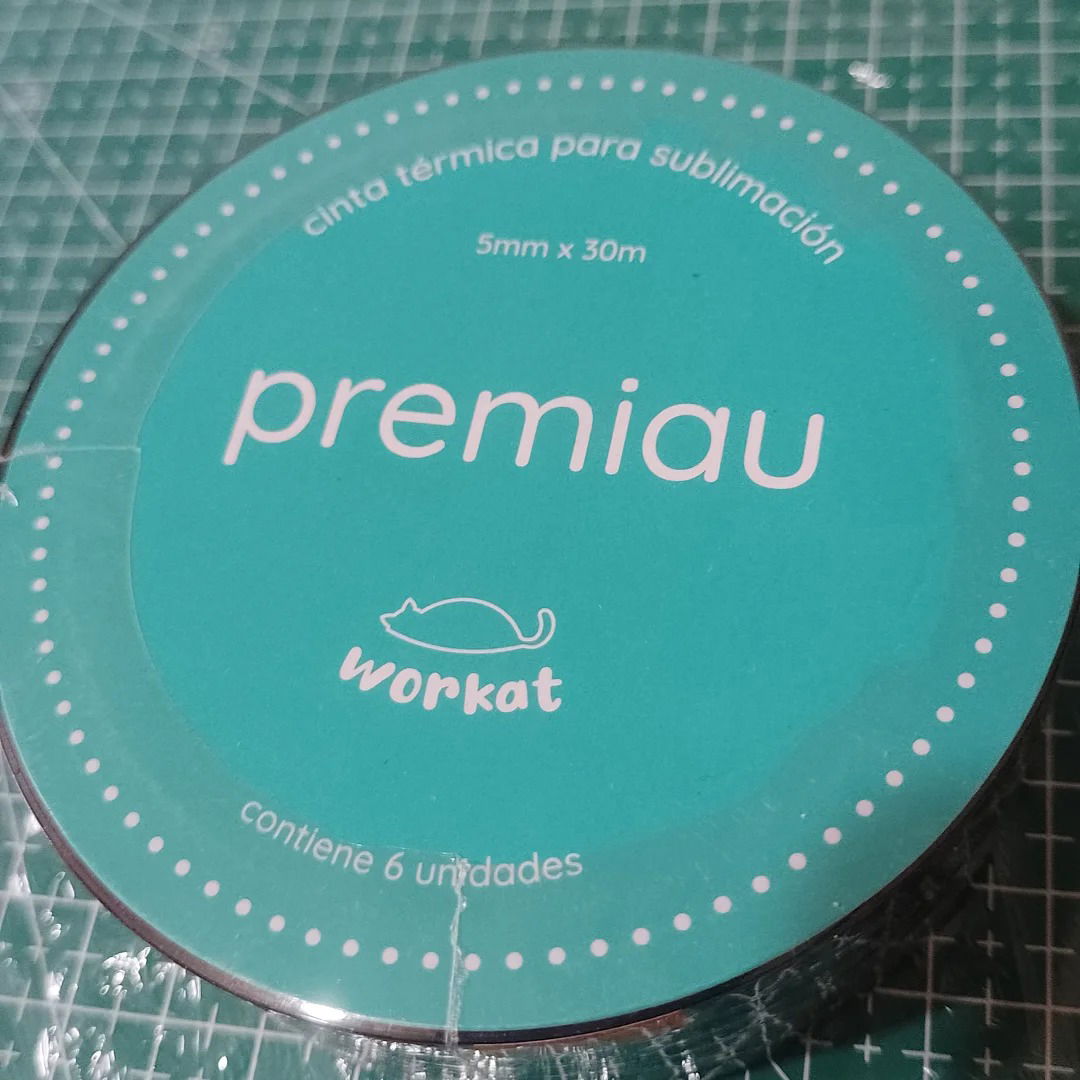 cinta térmica para sublimación
5mm x 30m
premiau
workat
contiene 6 unidades